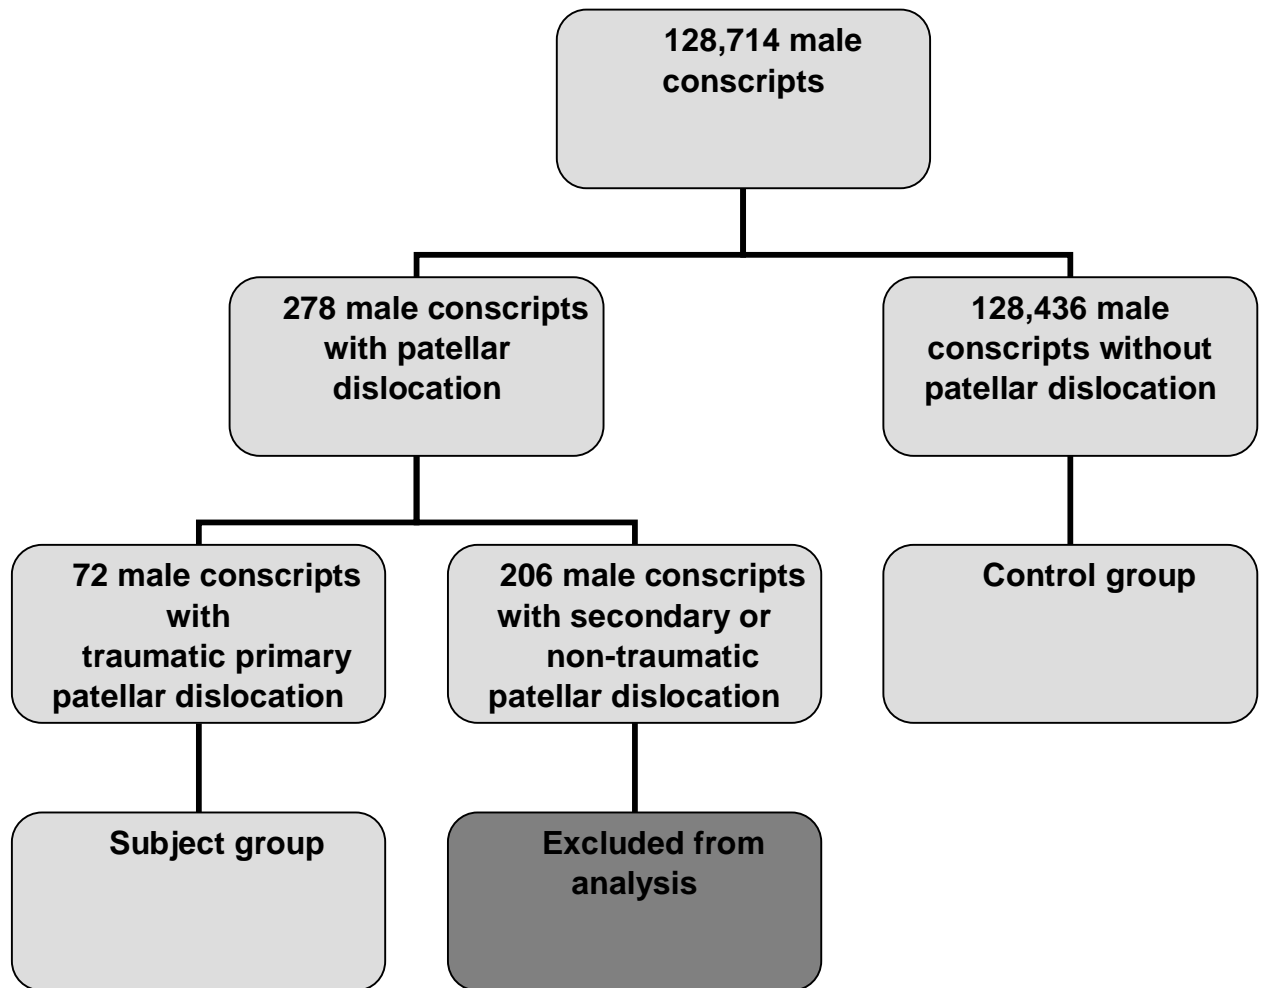 128,714 male
conscripts
278 male conscripts
with patellar
dislocation
128,436 male
conscripts without
patellar dislocation
72 male conscripts
with
traumatic primary
patellar dislocation
206 male conscripts
with secondary or
non-traumatic
patellar dislocation
Control group
Subject group
Excluded from
analysis